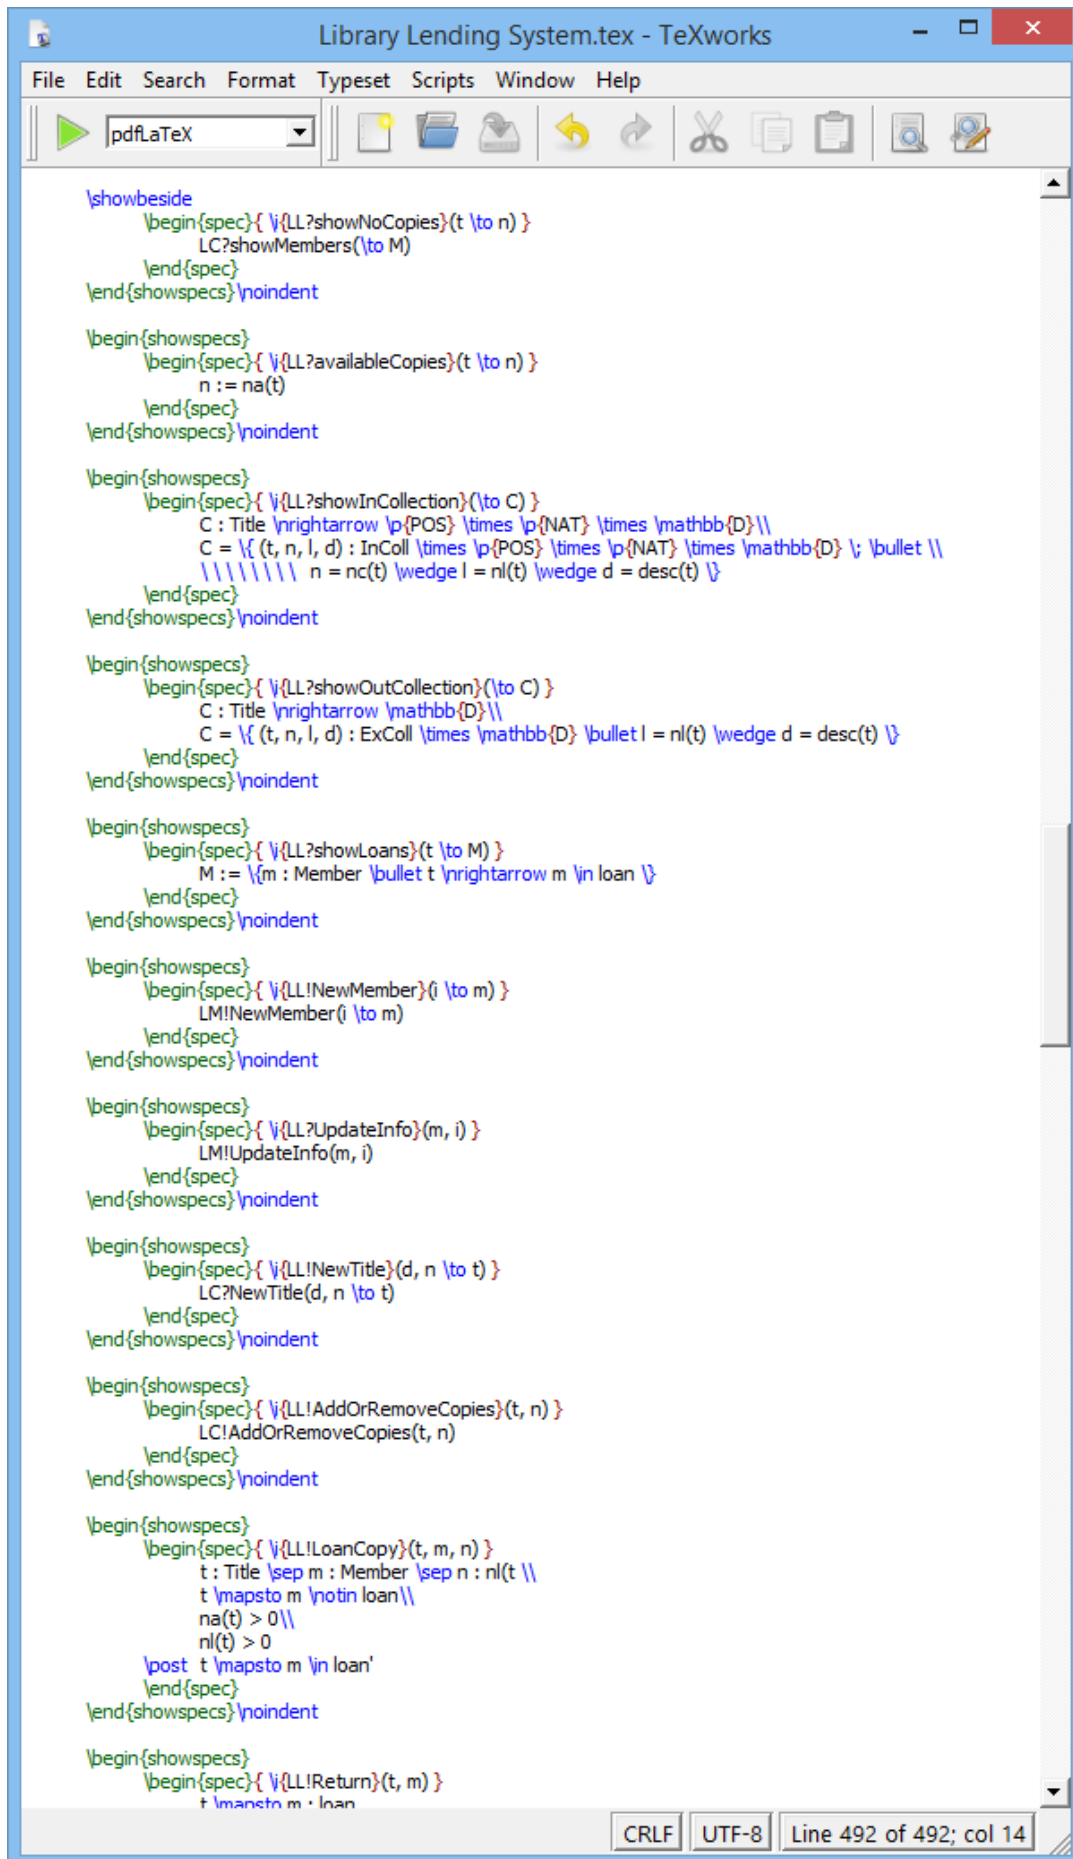 Library Lending System.tex - TeXworks
File Edit Search Format Typeset Scripts Window Help
pdfLaTeX
\showbeside
\begin{spec}{ \i{LL?showNoCopies}(t \to n) }
LC?showMembers(\to M)
\end{spec}
\end{showspecs}\noindent
\begin{showspecs}
\begin{spec}{ \i{LL?availableCopies}(t \to n) }
n := na(t)
\end{spec}
\end{showspecs}\noindent
\begin{showspecs}
\begin{spec}{ \i{LL?showInCollection}(\to C) }
C : Title \nrightarrow \p{POS} \times \p{NAT} \times \mathbb{D}\\
C = \{ (t, n, l, d) : InColl \times \p{POS} \times \p{NAT} \times \mathbb{D} \; \bullet \\
\ \ \ \ \ \ \ \ n = nc(t) \wedge l = nl(t) \wedge d = desc(t) \}
\end{spec}
\end{showspecs}\noindent
\begin{showspecs}
\begin{spec}{ \i{LL?showOutCollection}(\to C) }
C : Title \nrightarrow \mathbb{D}\\
C = \{ (t, n, l, d) : ExColl \times \mathbb{D} \bullet l = nl(t) \wedge d = desc(t) \}
\end{spec}
\end{showspecs}\noindent
\begin{showspecs}
\begin{spec}{ \i{LL?showLoans}(t \to M) }
M := \{m : Member \bullet t \nrightarrow m \in loan \}
\end{spec}
\end{showspecs}\noindent
\begin{showspecs}
\begin{spec}{ \i{LL!NewMember}(i \to m) }
LM!NewMember(i \to m)
\end{spec}
\end{showspecs}\noindent
\begin{showspecs}
\begin{spec}{ \i{LL?UpdateInfo}(m, i) }
LM!UpdateInfo(m, i)
\end{spec}
\end{showspecs}\noindent
\begin{showspecs}
\begin{spec}{ \i{LL!NewTitle}(d, n \to t) }
LC?NewTitle(d, n \to t)
\end{spec}
\end{showspecs}\noindent
\begin{showspecs}
\begin{spec}{ \i{LL!AddOrRemoveCopies}(t, n) }
LC!AddOrRemoveCopies(t, n)
\end{spec}
\end{showspecs}\noindent
\begin{showspecs}
\begin{spec}{ \i{LL!LoanCopy}(t, m, n) }
t : Title \sep m : Member \sep n : nl(t \\
t \mapsto m \notin loan\\
na(t) > 0\\
nl(t) > 0
\post t \mapsto m \in loan'
\end{spec}
\end{showspecs}\noindent
\begin{showspecs}
\begin{spec}{ \i{LL!Return}(t, m) }
t \mapsto m : loan
CRLF UTF-8 Line 492 of 492; col 14